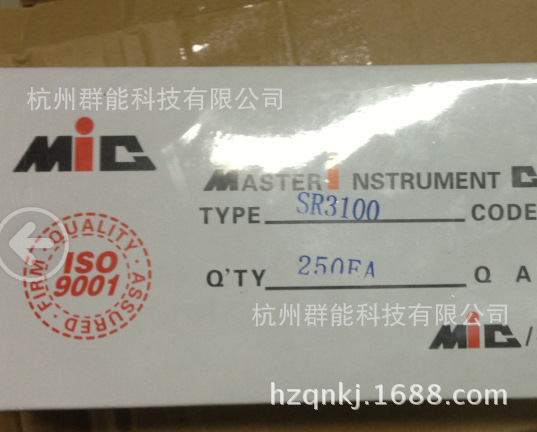 杭州群能科技有限公司
MiC
MASTER iNSTRUMENT C
TYPE SR3100 CODE
FIRM · QUALITY · ASSURED ·
ISO
9001
Q'TY 250EA Q A
杭州群能科技有限公司
MiC/
hzqnkj.1688.com